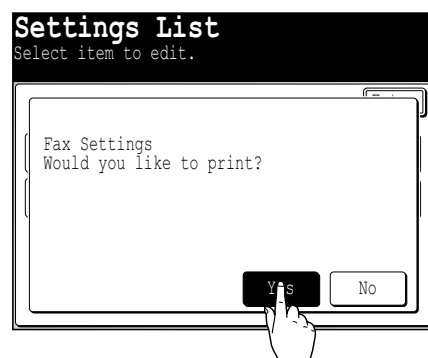 Settings List
Select item to edit.
Fax Settings
Would you like to print?
Yes
No